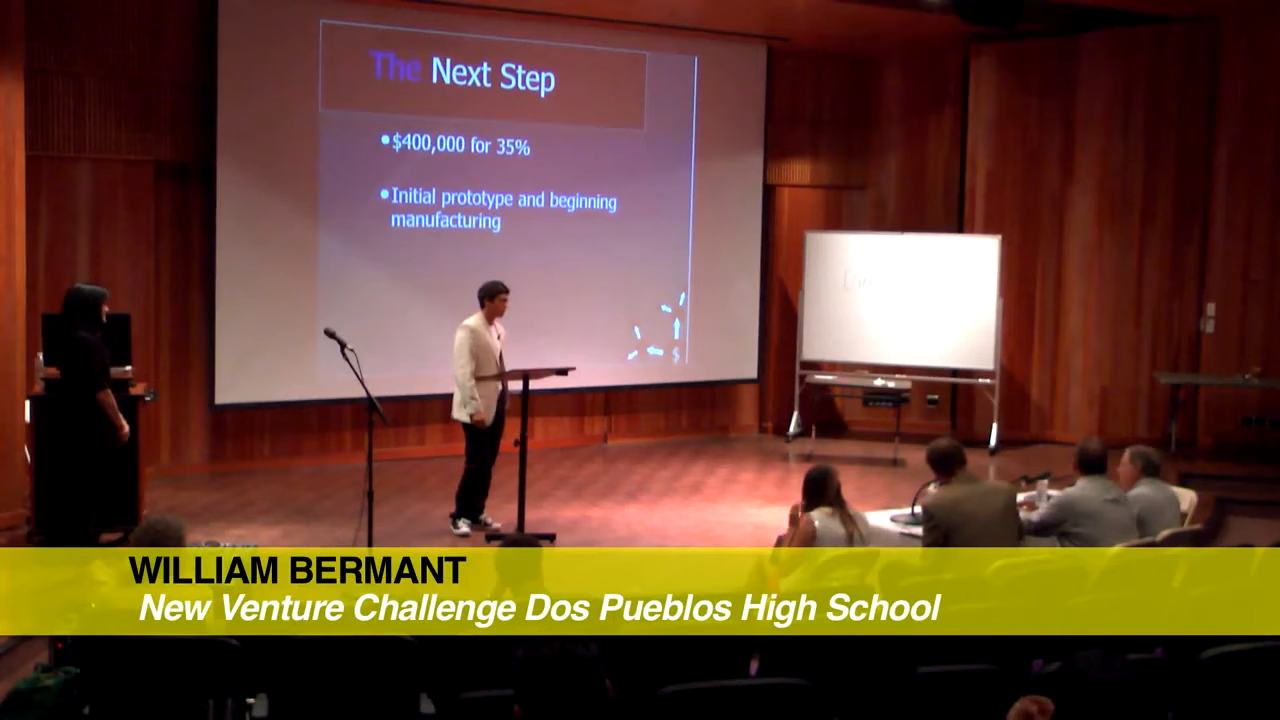 The Next Step
•$400,000 for 35%
•Initial prototype and beginning
manufacturing
$
WILLIAM BERMANT
New Venture Challenge Dos Pueblos High School